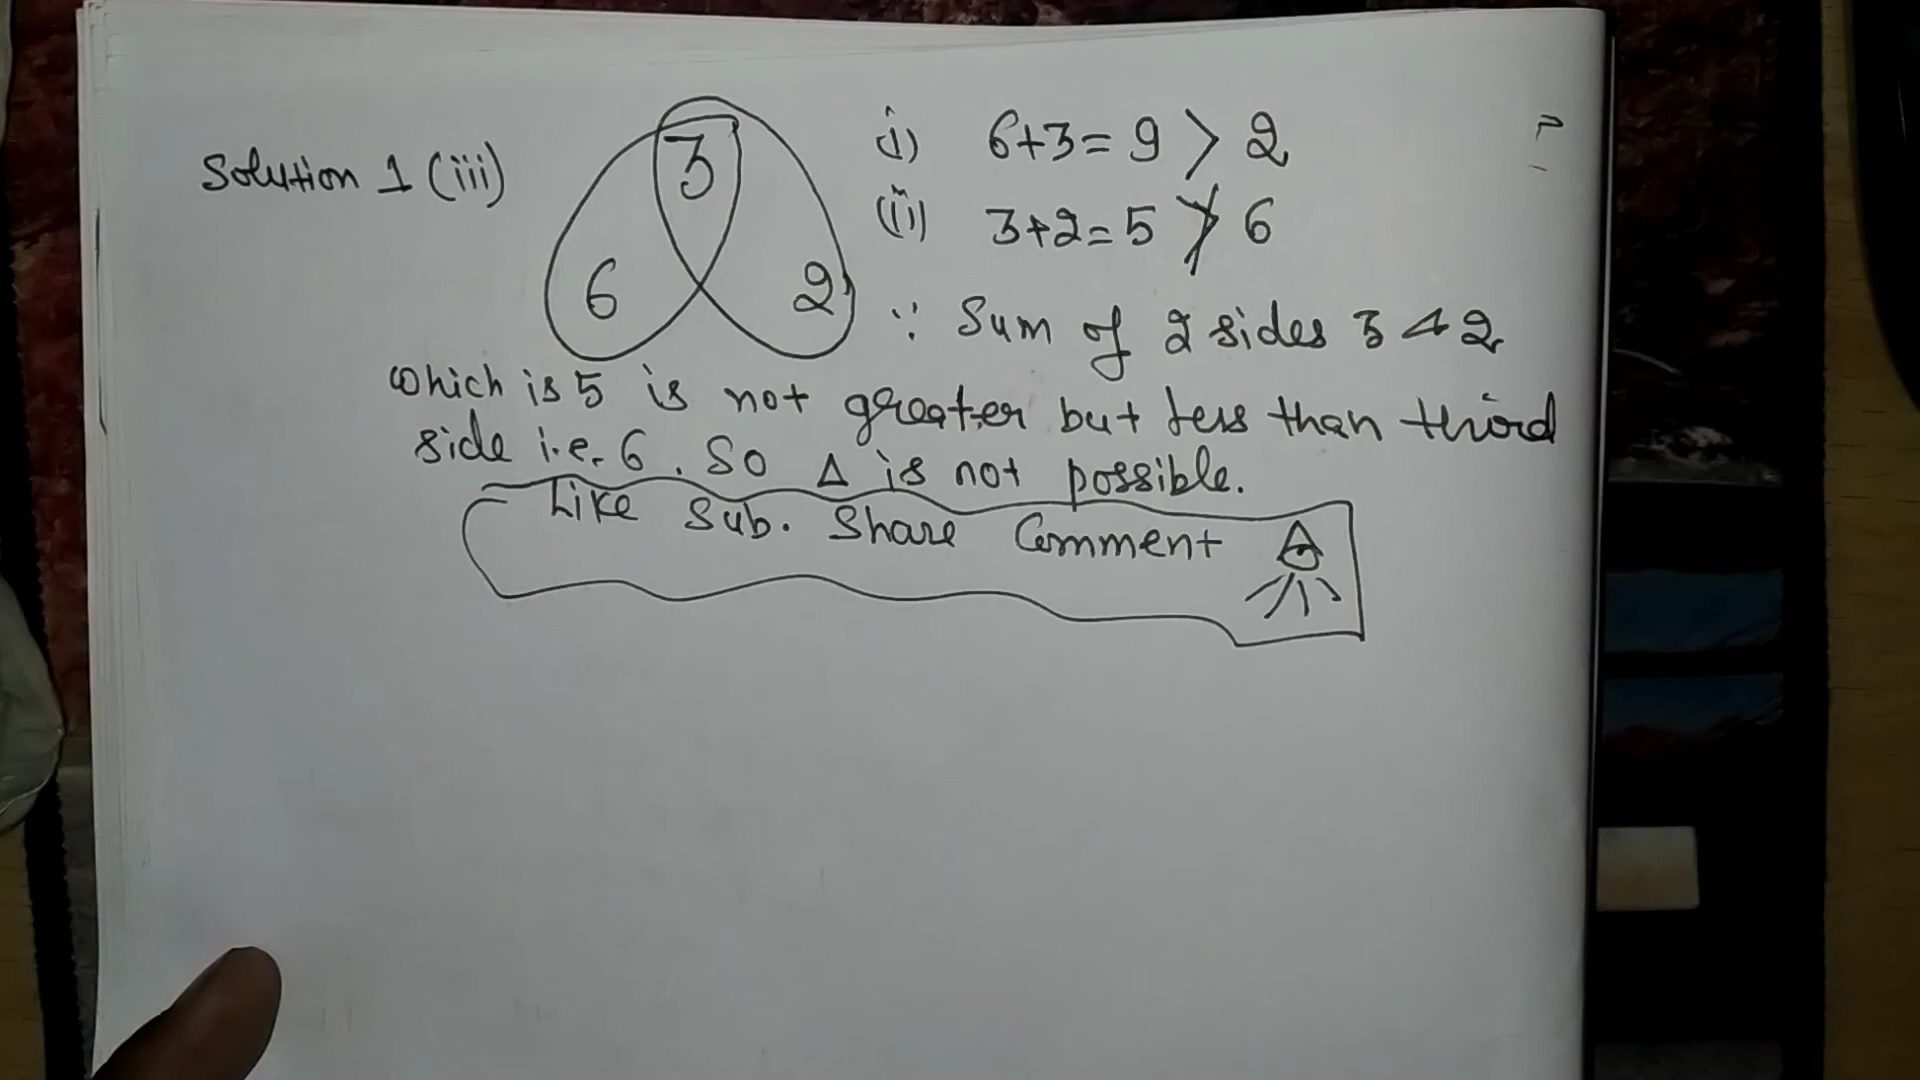 Solution 1 (iii)
3
6
2
(i) 6+3=9 > 2
(ii) 3+2=5 ≯ 6
∵ Sum of 2 sides 3 & 2
which is 5 is not greater but less than third
side i.e. 6. So Δ is not possible.
Like Sub. Share Comment